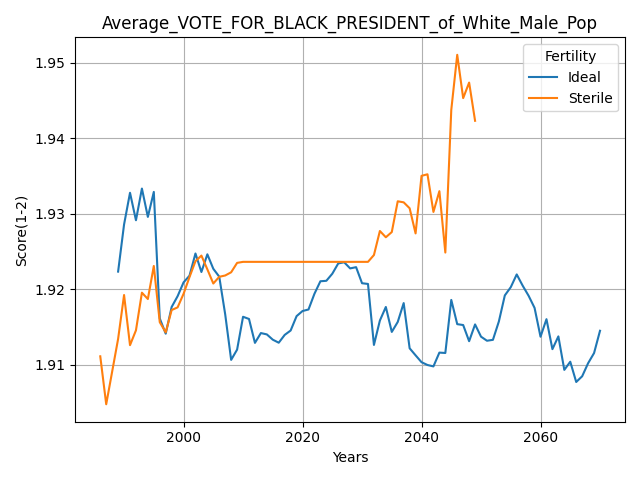 Average_VOTE_FOR_BLACK_PRESIDENT_of_White_Male_Pop
Fertility
Ideal
Sterile
1.95
1.94
1.93
1.92
1.91
Score(1-2)
2000
2020
2040
2060
Years